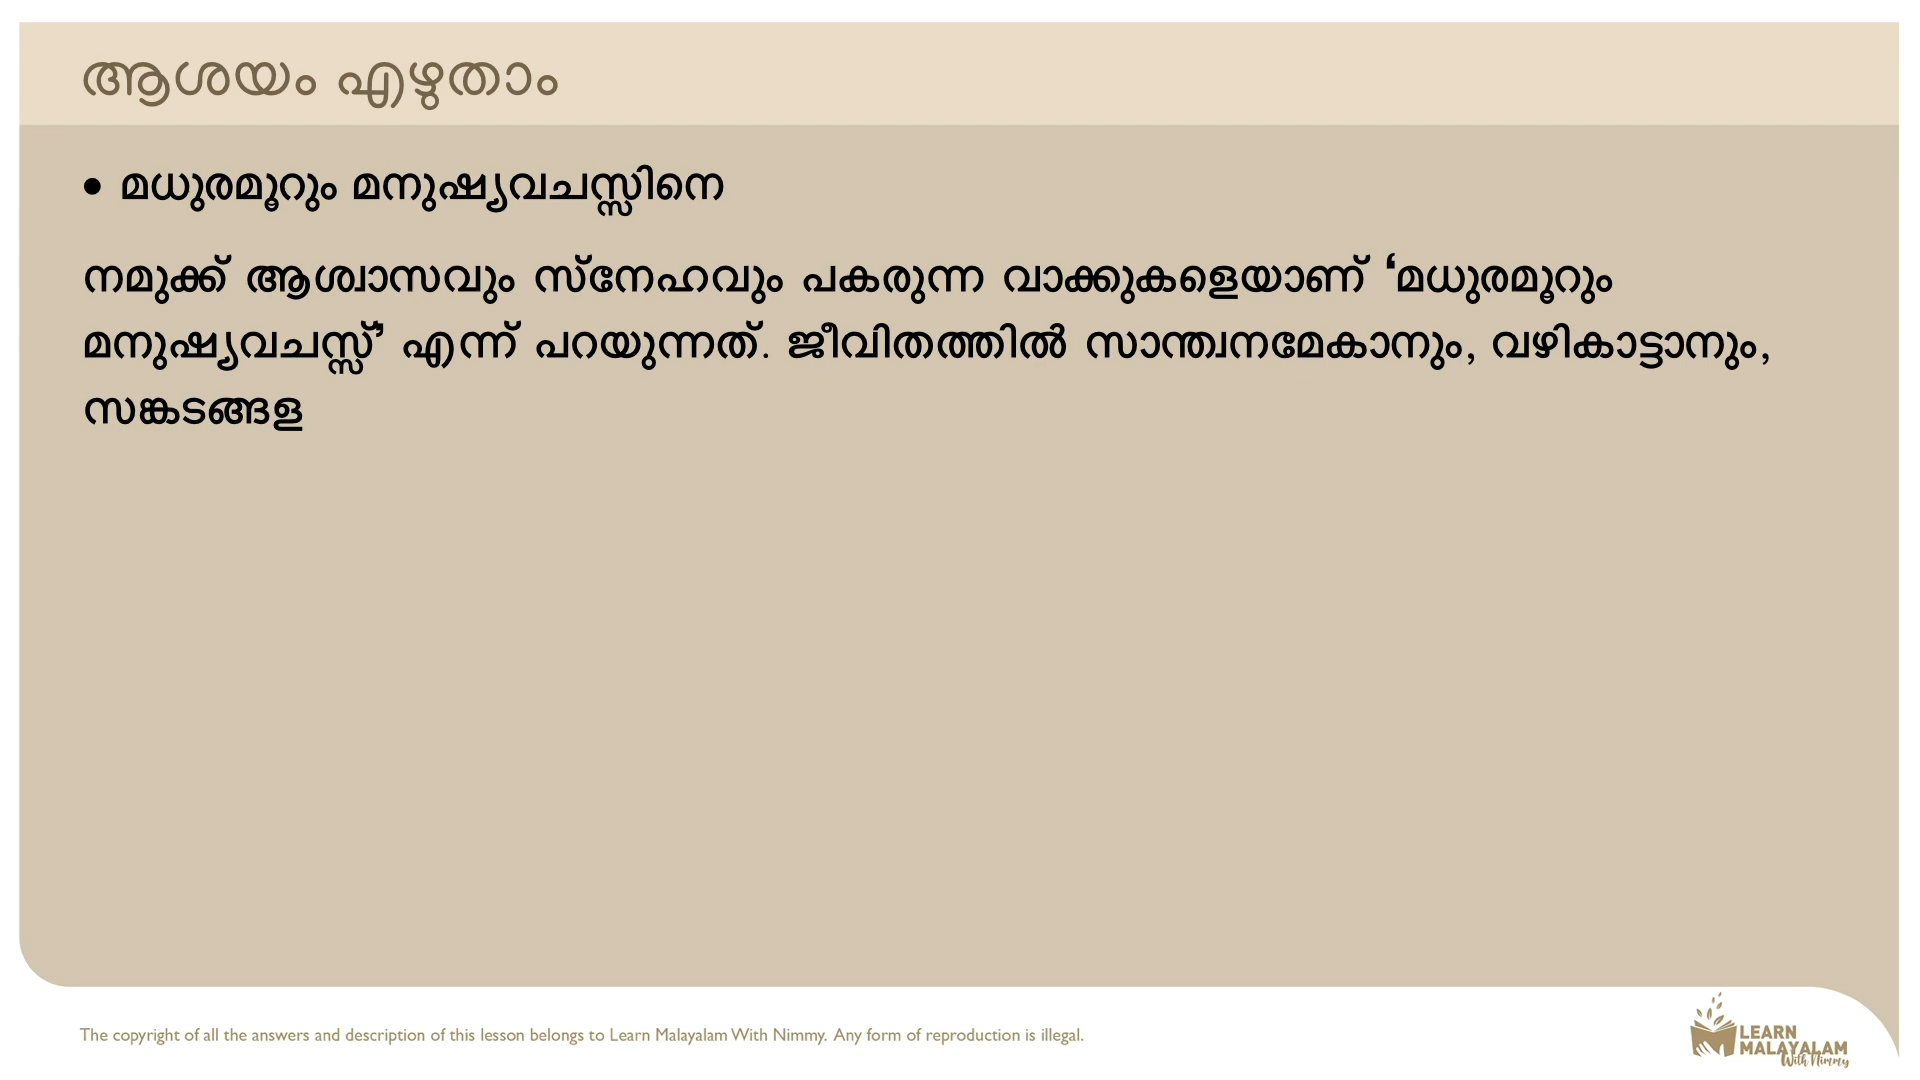 ആശയം എഴുതാം
• മധുരമൂറും മനുഷ്യവചസ്സിനെ
നമുക്ക് ആശ്വാസവും സ്നേഹവും പകരുന്ന വാക്കുകളെയാണ് ‘മധുരമൂറും
മനുഷ്യവചസ്സ്’ എന്ന് പറയുന്നത്. ജീവിതത്തിൽ സാന്ത്വനമേകാനും, വഴികാട്ടാനും,
സങ്കടങ്ങള
The copyright of all the answers and description of this lesson belongs to Learn Malayalam With Nimmy. Any form of reproduction is illegal.
LEARN
MALAYALAM
With Nimmy